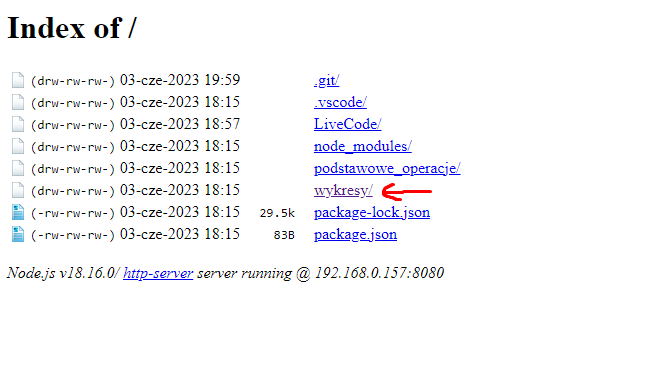 Index of /
(drw-rw-rw-) 03-cze-2023 19:59 .git/
(drw-rw-rw-) 03-cze-2023 18:15 .vscode/
(drw-rw-rw-) 03-cze-2023 18:57 LiveCode/
(drw-rw-rw-) 03-cze-2023 18:15 node_modules/
(drw-rw-rw-) 03-cze-2023 18:15 podstawowe_operacje/
(drw-rw-rw-) 03-cze-2023 18:15 wykresy/
(-rw-rw-rw-) 03-cze-2023 18:15 29.5k package-lock.json
(-rw-rw-rw-) 03-cze-2023 18:15 83B package.json
Node.js v18.16.0/ http-server server running @ 192.168.0.157:8080